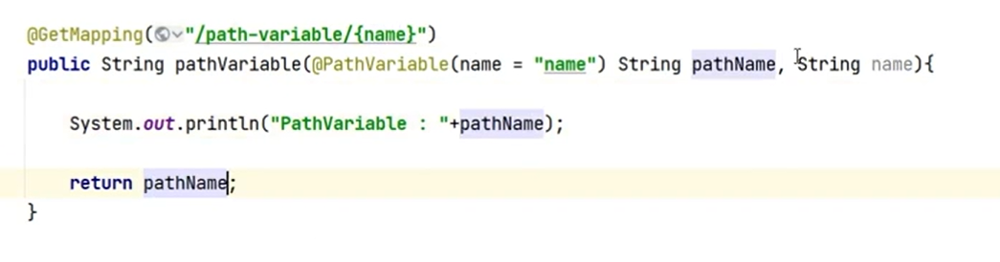 @GetMapping("/path-variable/{name}")
public String pathVariable(@PathVariable(name = "name") String pathName, String name){
System.out.println("PathVariable : "+pathName);
return pathName;
}